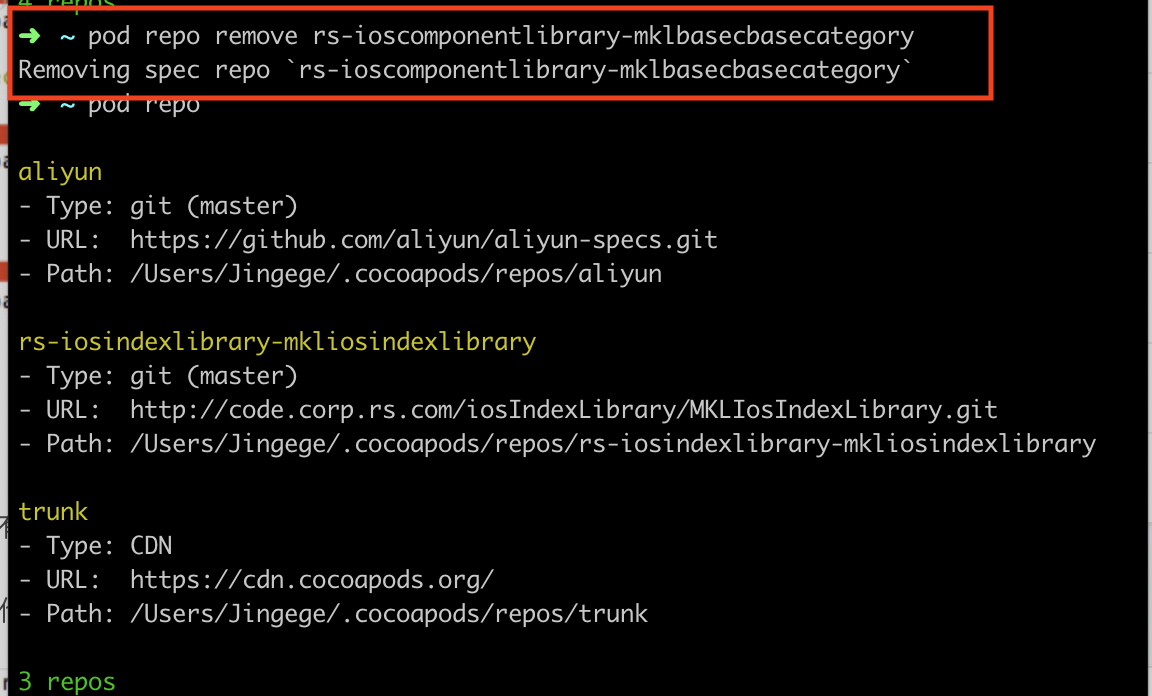 4 repos
➜ ~ pod repo remove rs-ioscomponentlibrary-mklbasecbasecategory
Removing spec repo `rs-ioscomponentlibrary-mklbasecbasecategory`
➜ ~ pod repo
aliyun
- Type: git (master)
- URL:  https://github.com/aliyun/aliyun-specs.git
- Path: /Users/Jingege/.cocoapods/repos/aliyun
rs-iosindexlibrary-mkliosindexlibrary
- Type: git (master)
- URL:  http://code.corp.rs.com/iosIndexLibrary/MKLIosIndexLibrary.git
- Path: /Users/Jingege/.cocoapods/repos/rs-iosindexlibrary-mkliosindexlibrary
trunk
- Type: CDN
- URL:  https://cdn.cocoapods.org/
- Path: /Users/Jingege/.cocoapods/repos/trunk
3 repos